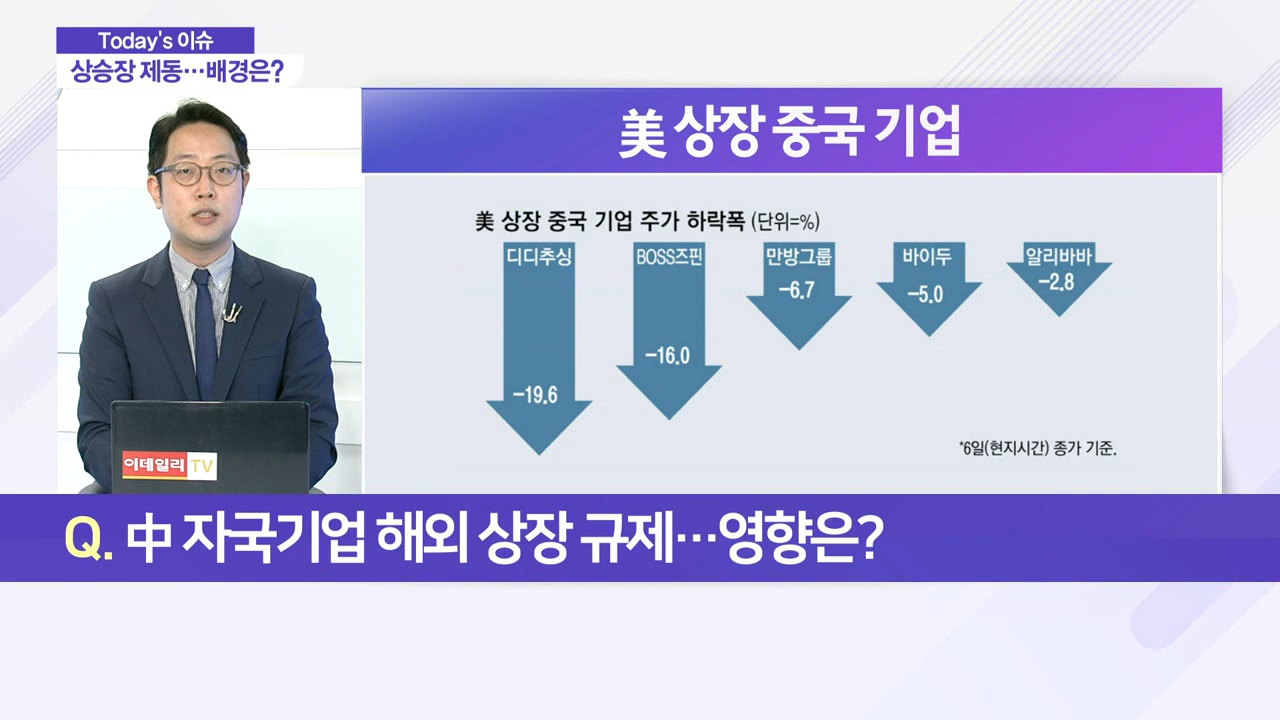 Today's 이슈
상승장 제동…배경은?
美 상장 중국 기업
美 상장 중국 기업 주가 하락폭 (단위=%)
디디추싱 BOSS즈핀 만방그룹 바이두 알리바바
-19.6 -16.0 -6.7 -5.0 -2.8
*6일(현지시간) 종가 기준.
이데일리 TV
Q. 中 자국기업 해외 상장 규제…영향은?